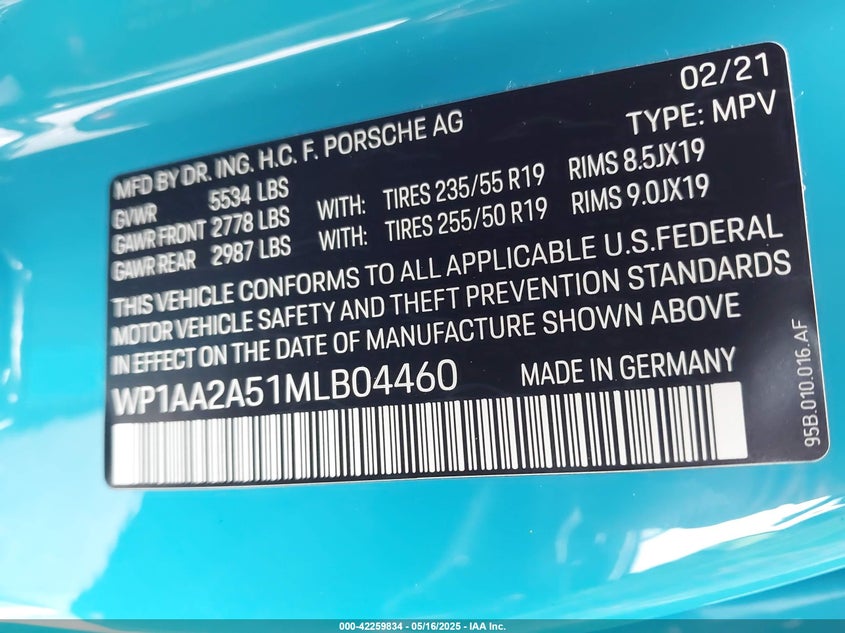 02/21
MFD BY DR. ING. H.C. F. PORSCHE AG TYPE: MPV
GVWR 5534 LBS
GAWR FRONT 2778 LBS WITH: TIRES 235/55 R19 RIMS 8.5JX19
GAWR REAR 2987 LBS WITH: TIRES 255/50 R19 RIMS 9.0JX19
THIS VEHICLE CONFORMS TO ALL APPLICABLE U.S.FEDERAL
MOTOR VEHICLE SAFETY AND THEFT PREVENTION STANDARDS
IN EFFECT ON THE DATE OF MANUFACTURE SHOWN ABOVE
WP1AA2A51MLB04460 MADE IN GERMANY
95B.010.016.AF
000-42259834 - 05/16/2025 - IAA Inc.